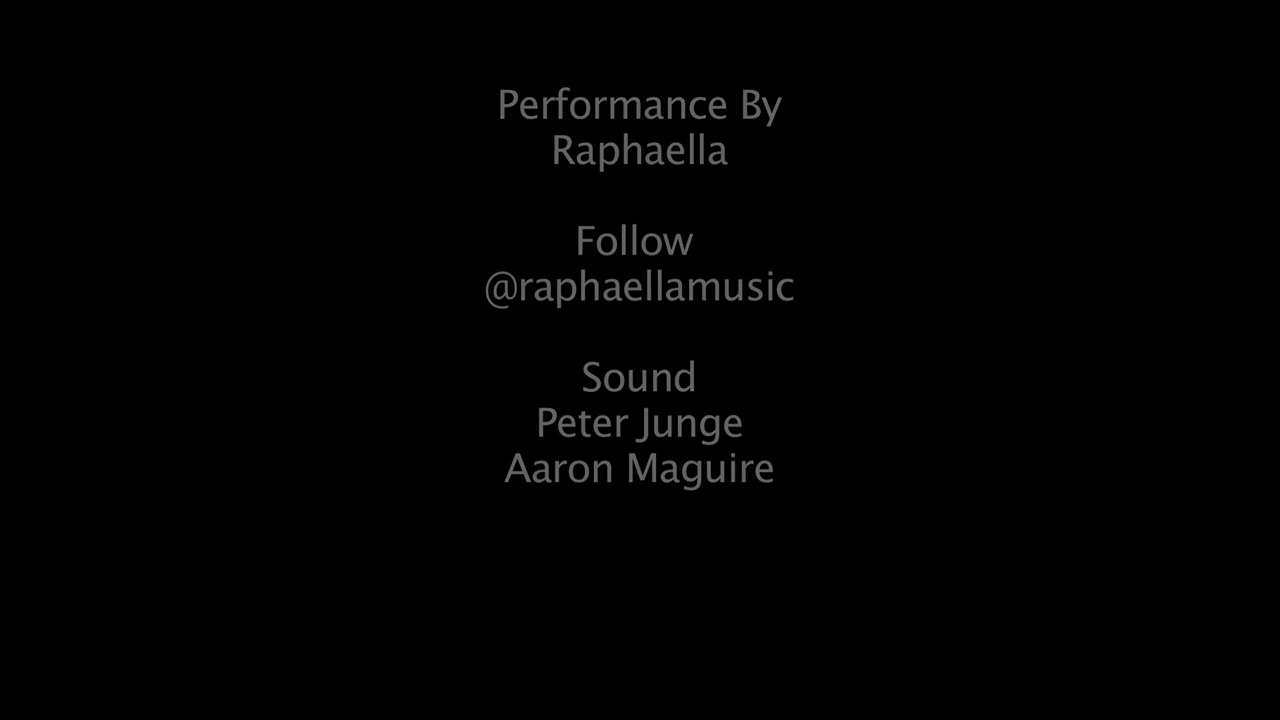 Performance By
Raphaella
Follow
@raphaellamusic
Sound
Peter Junge
Aaron Maguire